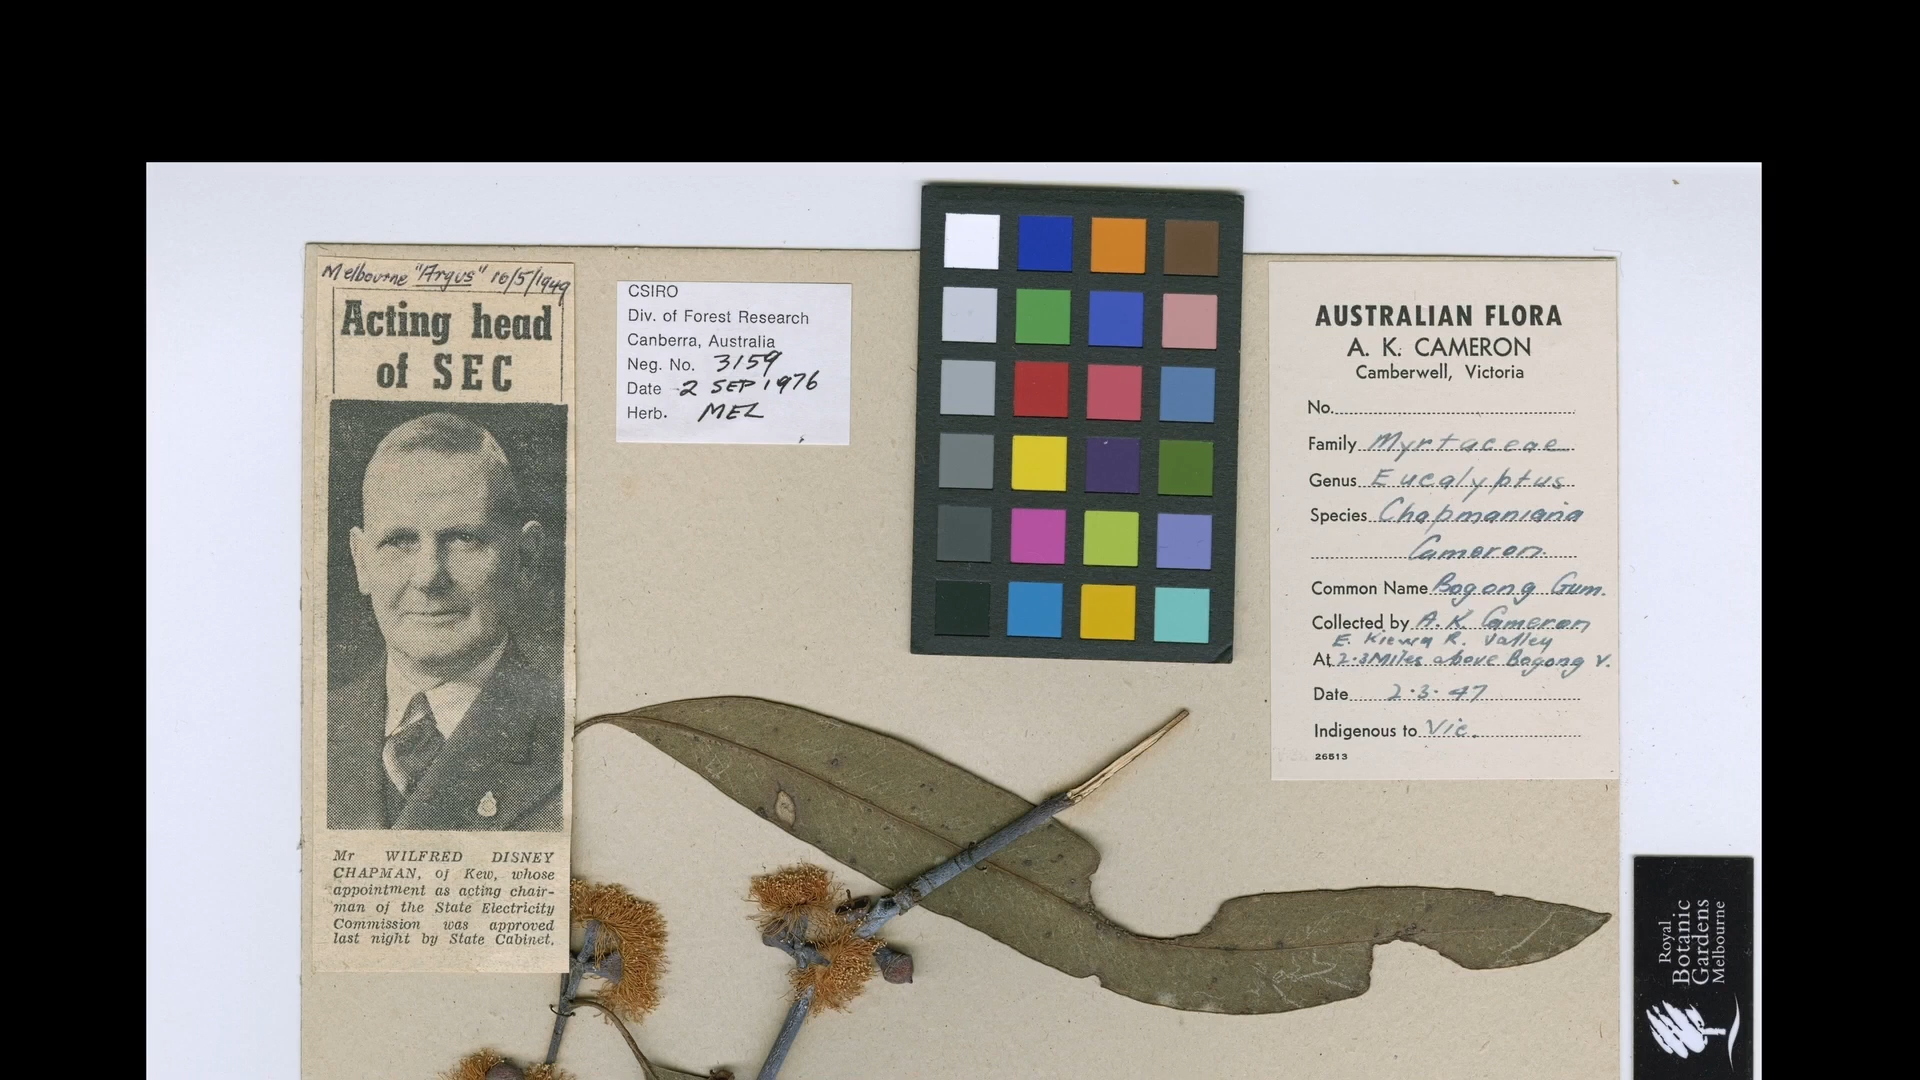 Melbourne "Argus" 16/5/1949
Acting head
of SEC
Mr WILFRED DISNEY
CHAPMAN, of Kew, whose
appointment as acting chair-
man of the State Electricity
Commission was approved
last night by State Cabinet.
CSIRO
Div. of Forest Research
Canberra, Australia
Neg. No. 3159
Date 2 SEP 1976
Herb. MEL
AUSTRALIAN FLORA
A. K. CAMERON
Camberwell, Victoria
No.
Family Myrtaceae
Genus Eucalyptus
Species Chapmaniana
Cameron.
Common Name Bogong Gum.
Collected by A. K. Cameron
E. Kiewa R. Valley
At 2·3 Miles above Bogong V.
Date 2·3·47
Indigenous to Vic.
26513
Royal
Botanic
Gardens
Melbourne